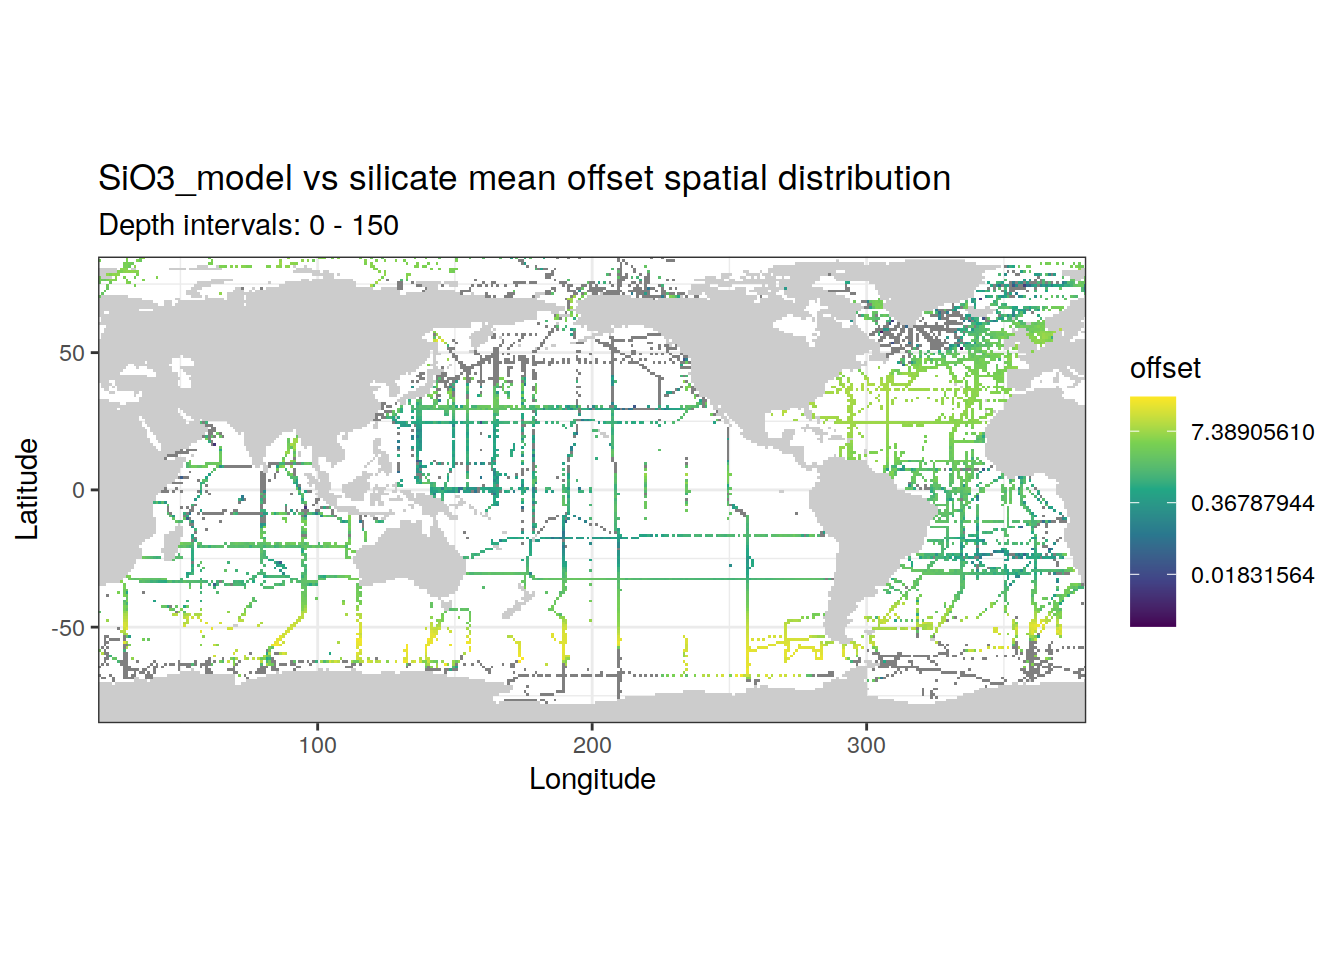 SiO3_model vs silicate mean offset spatial distribution
Depth intervals: 0 - 150
offset
7.38905610
0.36787944
0.01831564
50
0
-50
Latitude
100
200
300
Longitude